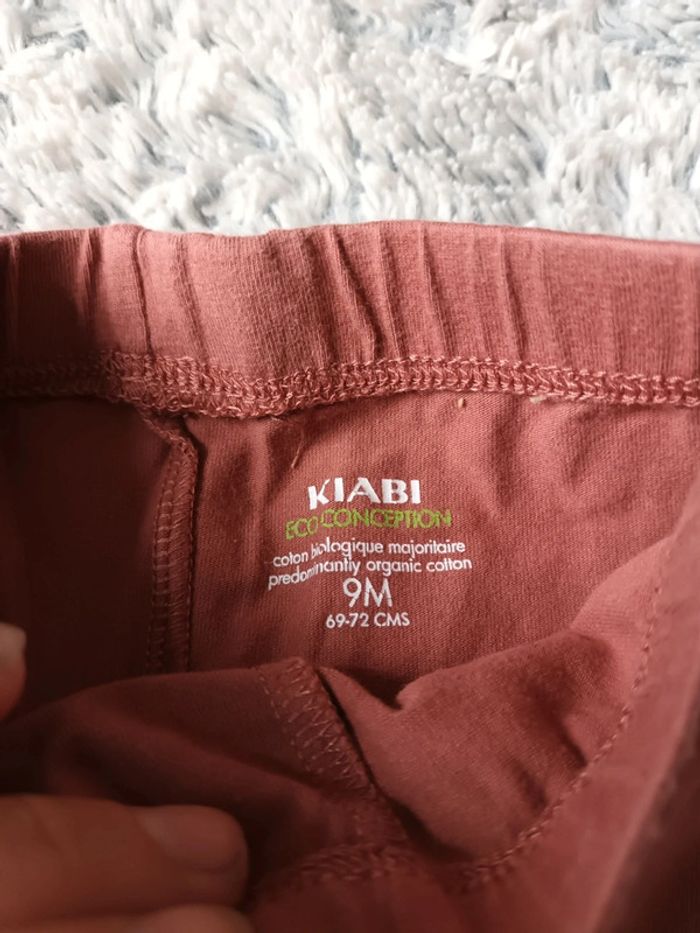 KIABI
ECO CONCEPTION
coton biologique majoritaire
predominantly organic cotton
9M
69-72 CMS